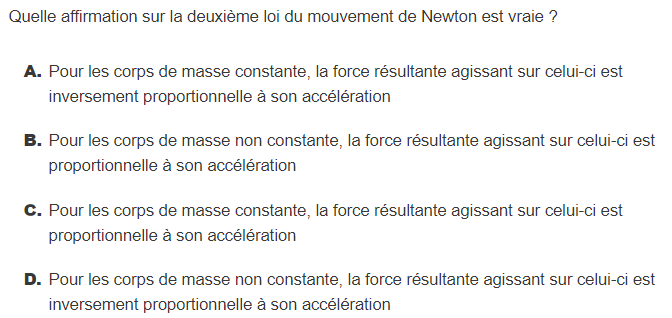 Quelle affirmation sur la deuxième loi du mouvement de Newton est vraie ?
A. Pour les corps de masse constante, la force résultante agissant sur celui-ci est
inversement proportionnelle à son accélération
B. Pour les corps de masse non constante, la force résultante agissant sur celui-ci est
proportionnelle à son accélération
C. Pour les corps de masse constante, la force résultante agissant sur celui-ci est
proportionnelle à son accélération
D. Pour les corps de masse non constante, la force résultante agissant sur celui-ci est
inversement proportionnelle à son accélération